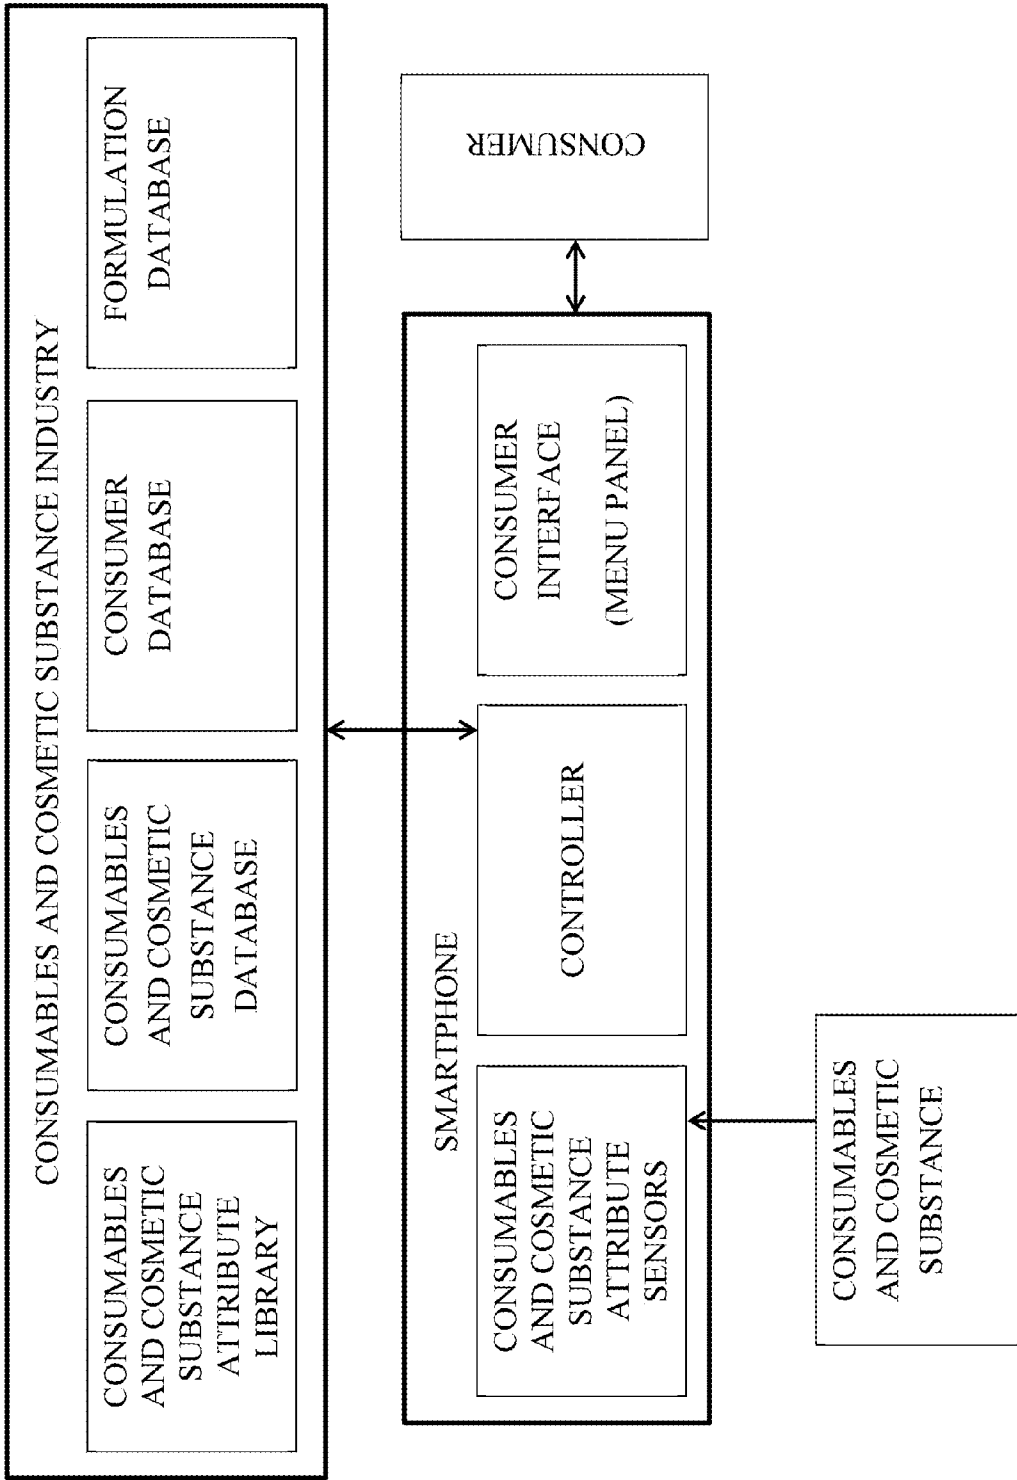 CONSUMABLES AND COSMETIC SUBSTANCE INDUSTRY
CONSUMABLES
AND COSMETIC
SUBSTANCE
ATTRIBUTE
LIBRARY
CONSUMABLES
AND COSMETIC
SUBSTANCE
DATABASE
CONSUMER
DATABASE
FORMULATION
DATABASE
SMARTPHONE
CONSUMABLES
AND COSMETIC
SUBSTANCE
ATTRIBUTE
SENSORS
CONTROLLER
CONSUMER
INTERFACE
(MENU PANEL)
CONSUMER
CONSUMABLES
AND COSMETIC
SUBSTANCE